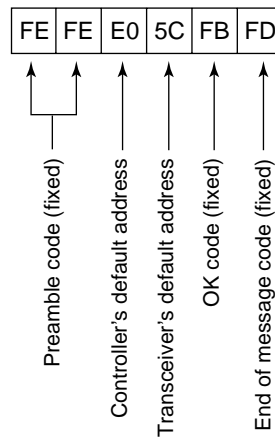 FE FE E0 5C FB FD
Preamble code (fixed)
Controller's default address
Transceiver's default address
OK code (fixed)
End of message code (fixed)